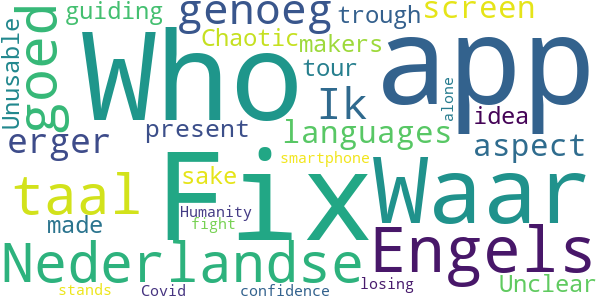 guiding genoeg trough screen
Unusable goed Who Chaotic makers app
tour Ik alone idea
erger present languages aspect
taal Fix sake smartphone Waar
made Humanity fight
Nederlandse Engels
losing Unclear
stands Covid confidence